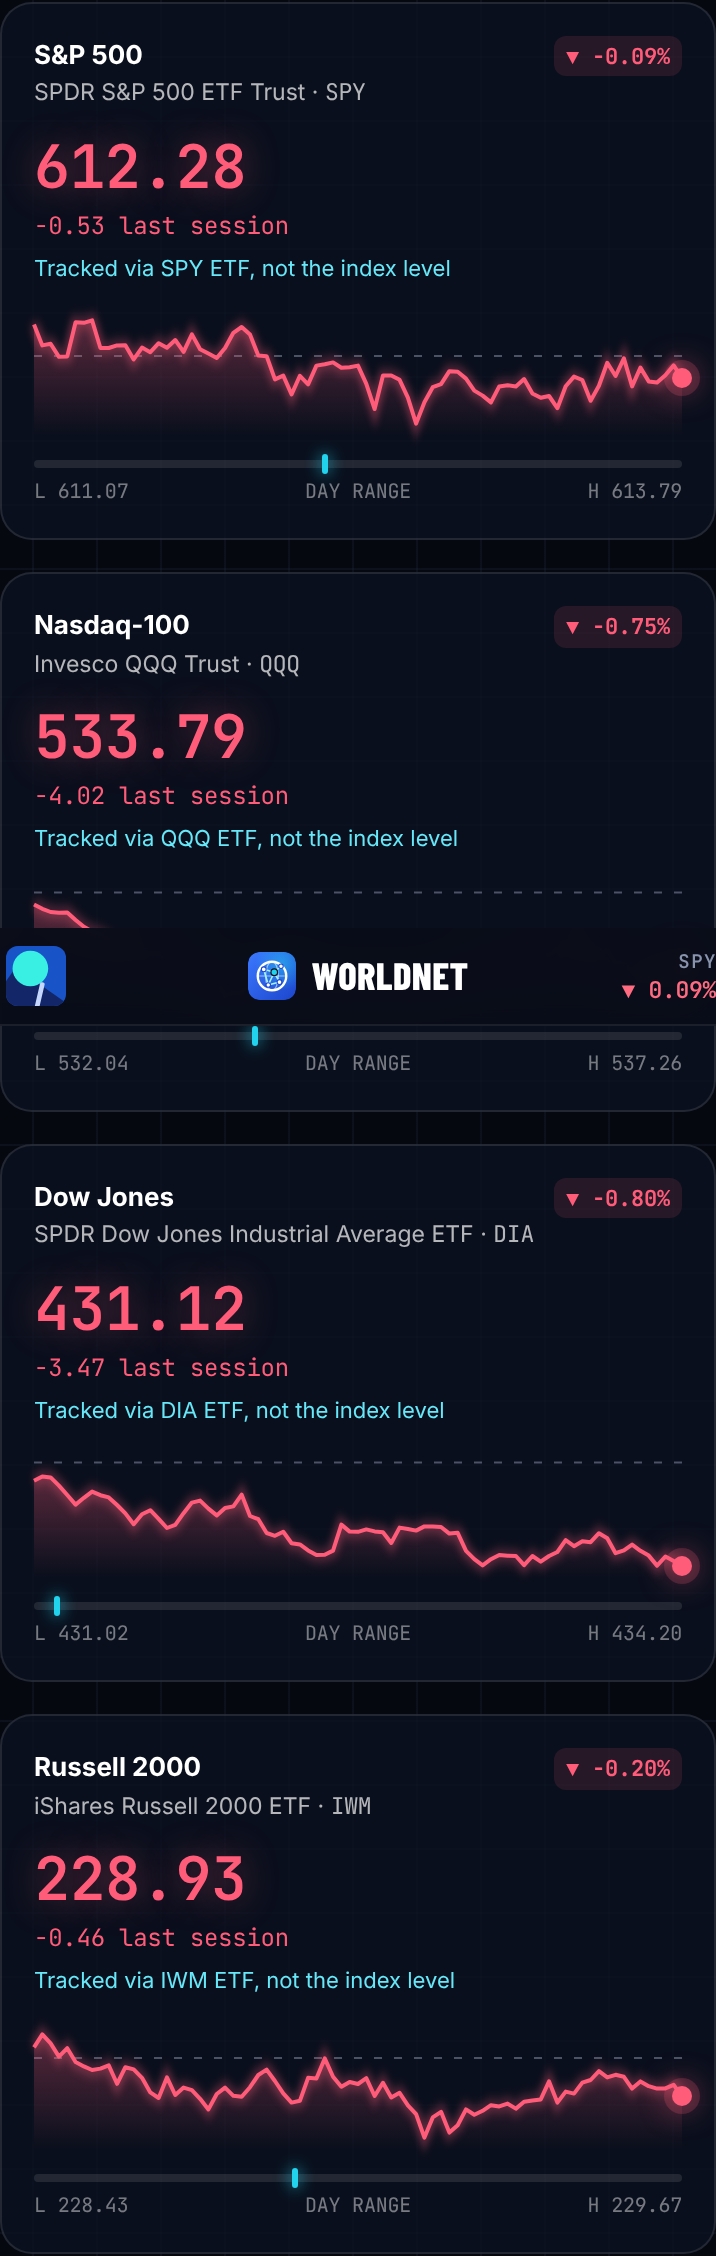 S&P 500
▼ -0.09%
SPDR S&P 500 ETF Trust · SPY
612.28
-0.53 last session
Tracked via SPY ETF, not the index level
L 611.07 DAY RANGE H 613.79
Nasdaq-100
▼ -0.75%
Invesco QQQ Trust · QQQ
533.79
-4.02 last session
Tracked via QQQ ETF, not the index level
WORLDNET
SPY
▼ 0.09%
L 532.04 DAY RANGE H 537.26
Dow Jones
▼ -0.80%
SPDR Dow Jones Industrial Average ETF · DIA
431.12
-3.47 last session
Tracked via DIA ETF, not the index level
L 431.02 DAY RANGE H 434.20
Russell 2000
▼ -0.20%
iShares Russell 2000 ETF · IWM
228.93
-0.46 last session
Tracked via IWM ETF, not the index level
L 228.43 DAY RANGE H 229.67